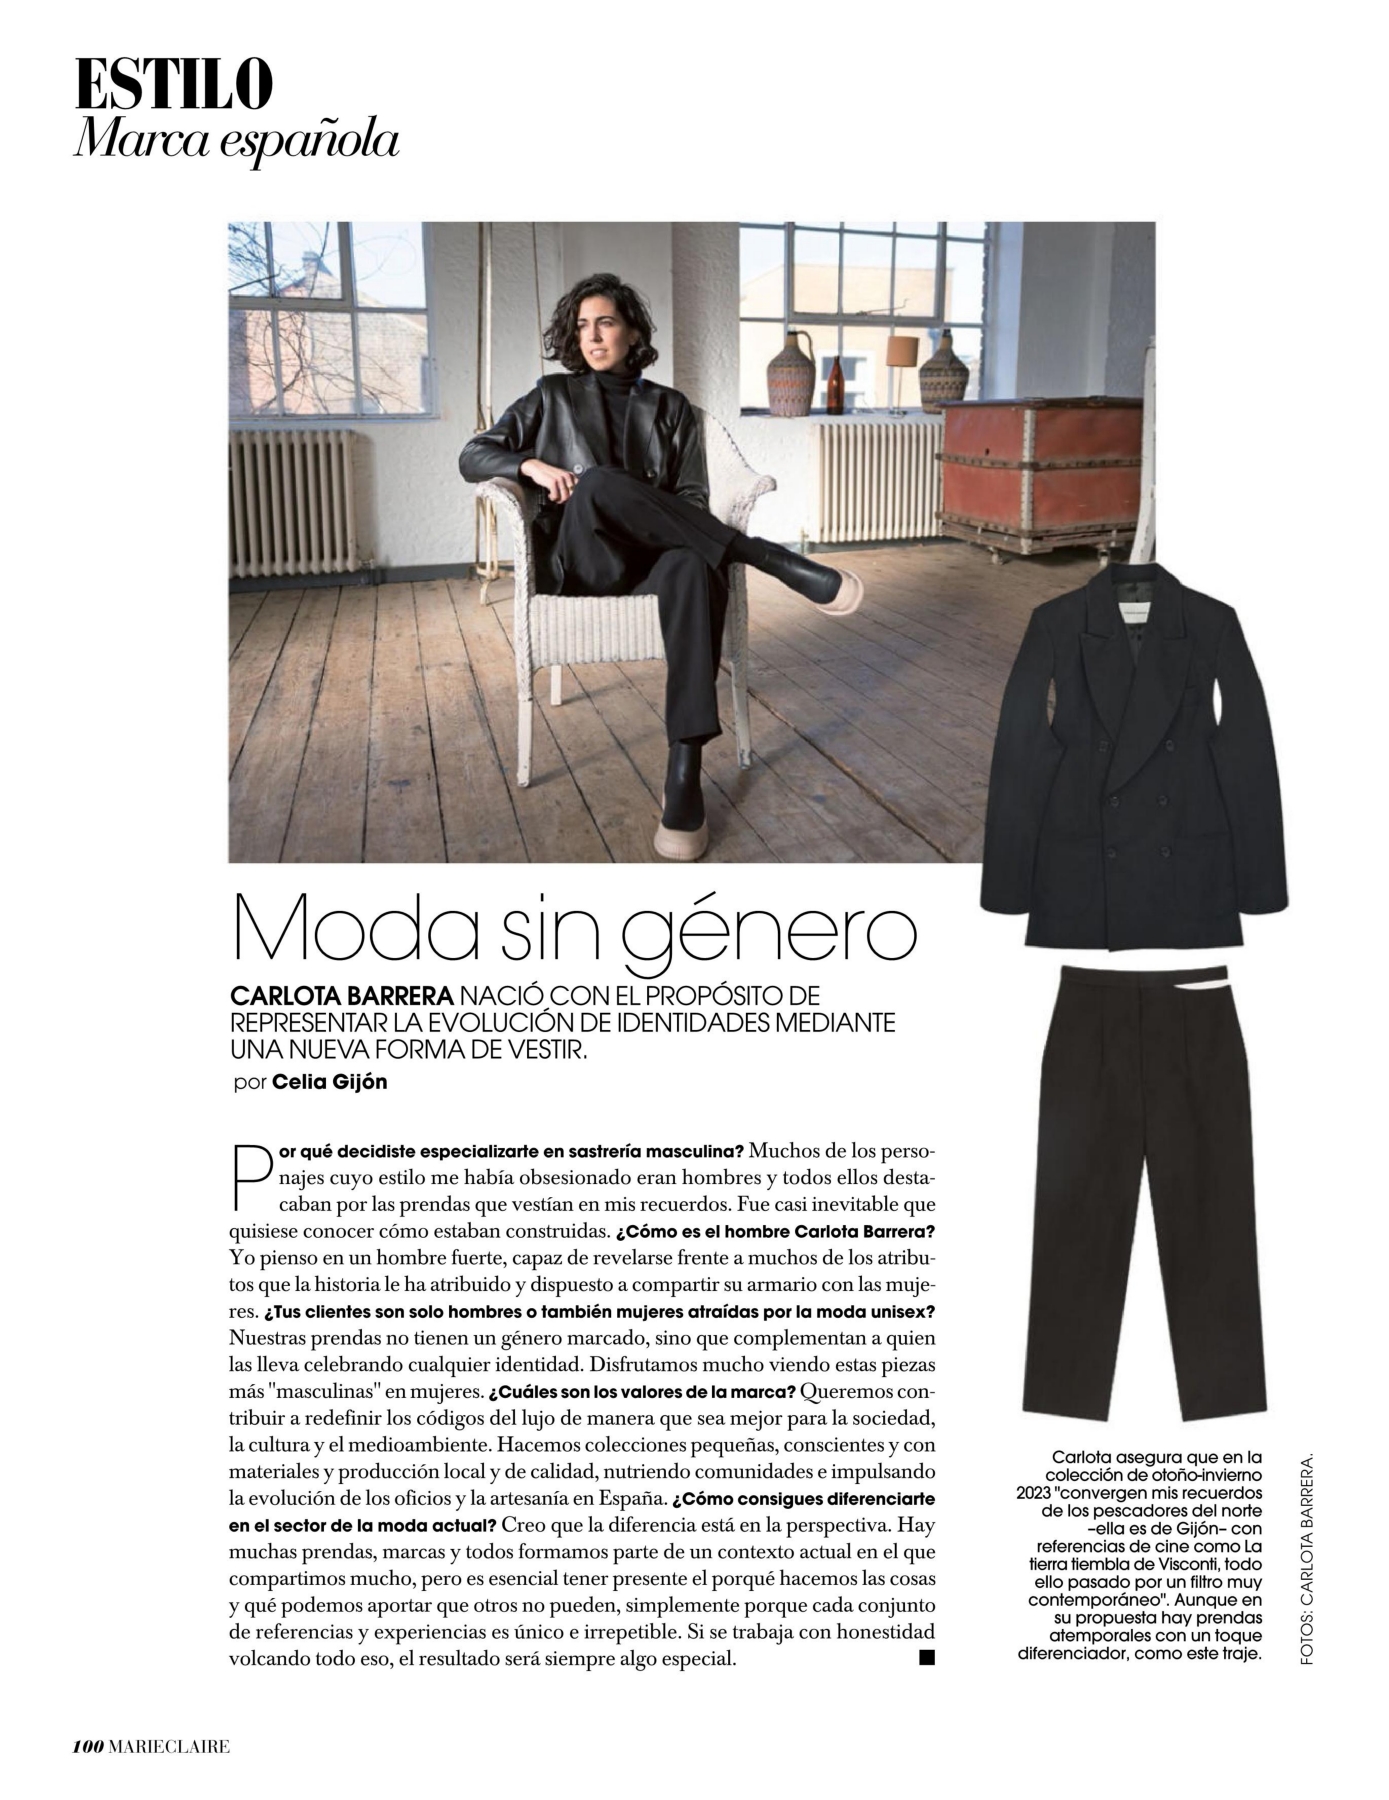 ESTILO
Marca española
Moda sin género
CARLOTA BARRERA NACIÓ CON EL PROPÓSITO DE
REPRESENTAR LA EVOLUCIÓN DE IDENTIDADES MEDIANTE
UNA NUEVA FORMA DE VESTIR.
por Celia Gijón
Por qué decidiste especializarte en sastrería masculina? Muchos de los perso-
najes cuyo estilo me había obsesionado eran hombres y todos ellos desta-
caban por las prendas que vestían en mis recuerdos. Fue casi inevitable que
quisiese conocer cómo estaban construidas. ¿Cómo es el hombre Carlota Barrera?
Yo pienso en un hombre fuerte, capaz de revelarse frente a muchos de los atribu-
tos que la historia le ha atribuido y dispuesto a compartir su armario con las muje-
res. ¿Tus clientes son solo hombres o también mujeres atraídas por la moda unisex?
Nuestras prendas no tienen un género marcado, sino que complementan a quien
las lleva celebrando cualquier identidad. Disfrutamos mucho viendo estas piezas
más "masculinas" en mujeres. ¿Cuáles son los valores de la marca? Queremos con-
tribuir a redefinir los códigos del lujo de manera que sea mejor para la sociedad,
la cultura y el medioambiente. Hacemos colecciones pequeñas, conscientes y con
materiales y producción local y de calidad, nutriendo comunidades e impulsando
la evolución de los oficios y la artesanía en España. ¿Cómo consigues diferenciarte
en el sector de la moda actual? Creo que la diferencia está en la perspectiva. Hay
muchas prendas, marcas y todos formamos parte de un contexto actual en el que
compartimos mucho, pero es esencial tener presente el porqué hacemos las cosas
y qué podemos aportar que otros no pueden, simplemente porque cada conjunto
de referencias y experiencias es único e irrepetible. Si se trabaja con honestidad
volcando todo eso, el resultado será siempre algo especial.
Carlota asegura que en la
colección de otoño-invierno
2023 "convergen mis recuerdos
de los pescadores del norte
–ella es de Gijón– con
referencias de cine como La
tierra tiembla de Visconti, todo
ello pasado por un filtro muy
contemporáneo". Aunque en
su propuesta hay prendas
atemporales con un toque
diferenciador, como este traje.
FOTOS: CARLOTA BARRERA.
100 MARIECLAIRE